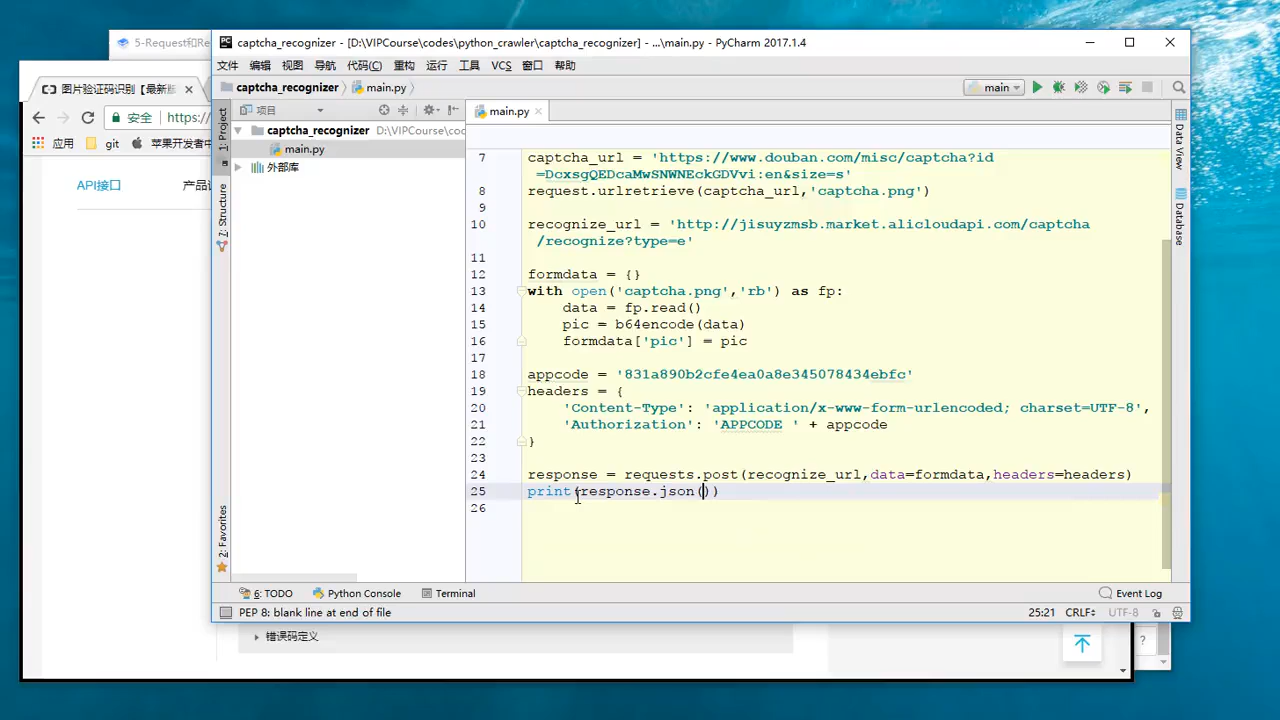 5-Request和Re
captcha_recognizer - [D:\VIPCourse\codes\python_crawler\captcha_recognizer] - ...\main.py - PyCharm 2017.1.4
文件 编辑 视图 导航 代码(C) 重构 运行 工具 VCS 窗口 帮助
图片验证码识别【最新版
captcha_recognizer main.py
main
安全 https://
应用 git 苹果开发者中
API接口
1: Project
7: Structure
2: Favorites
项目
captcha_recognizer D:\VIPCourse\co
main.py
外部库
main.py
7 captcha_url = 'https://www.douban.com/misc/captcha?id
=DcxsgQEDcaMwSNWNEckGDVvi:en&size=s'
8 request.urlretrieve(captcha_url,'captcha.png')
9
10 recognize_url = 'http://jisuyzmsb.market.alicloudapi.com/captcha
/recognize?type=e'
11
12 formdata = {}
13 with open('captcha.png','rb') as fp:
14 data = fp.read()
15 pic = b64encode(data)
16 formdata['pic'] = pic
17
18 appcode = '831a890b2cfe4ea0a8e345078434ebfc'
19 headers = {
20 'Content-Type': 'application/x-www-form-urlencoded; charset=UTF-8',
21 'Authorization': 'APPCODE ' + appcode
22 }
23
24 response = requests.post(recognize_url,data=formdata,headers=headers)
25 print(response.json())
26
Data View
Database
6: TODO Python Console Terminal Event Log
PEP 8: blank line at end of file 25:21 CRLF UTF-8
错误码定义
?